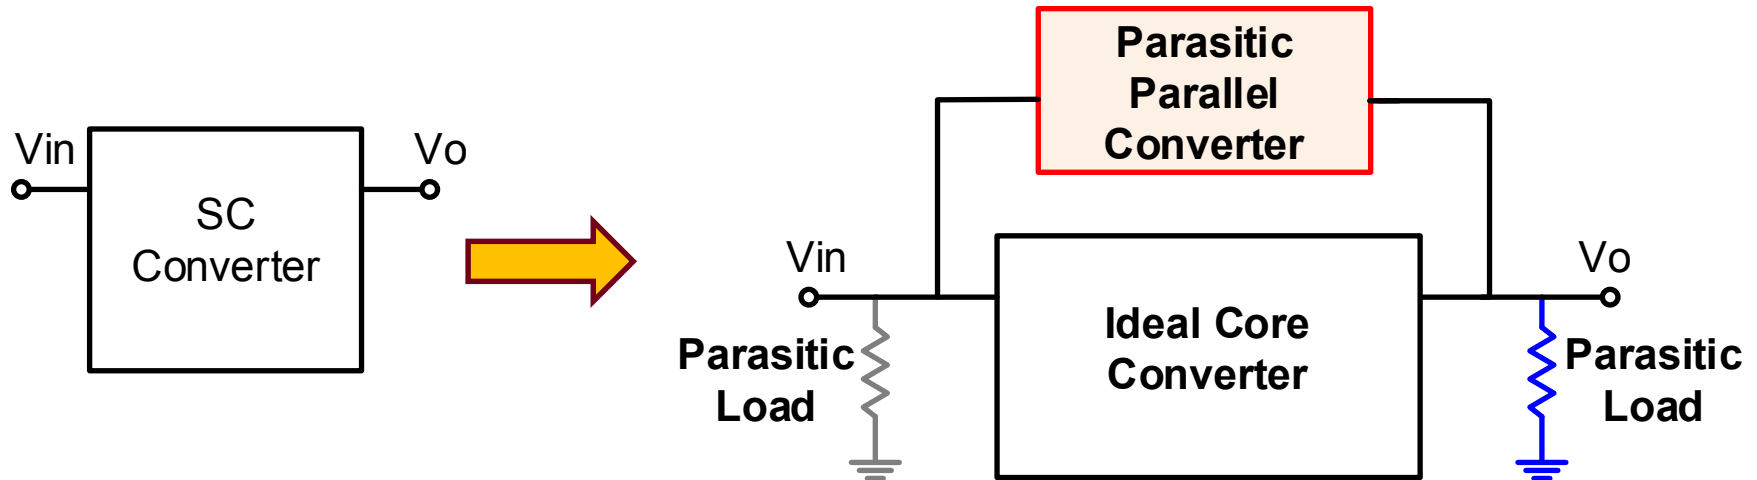 Vin
Vo
SC
Converter
Parasitic
Parallel
Converter
Vin
Vo
Ideal Core
Converter
Parasitic
Load
Parasitic
Load